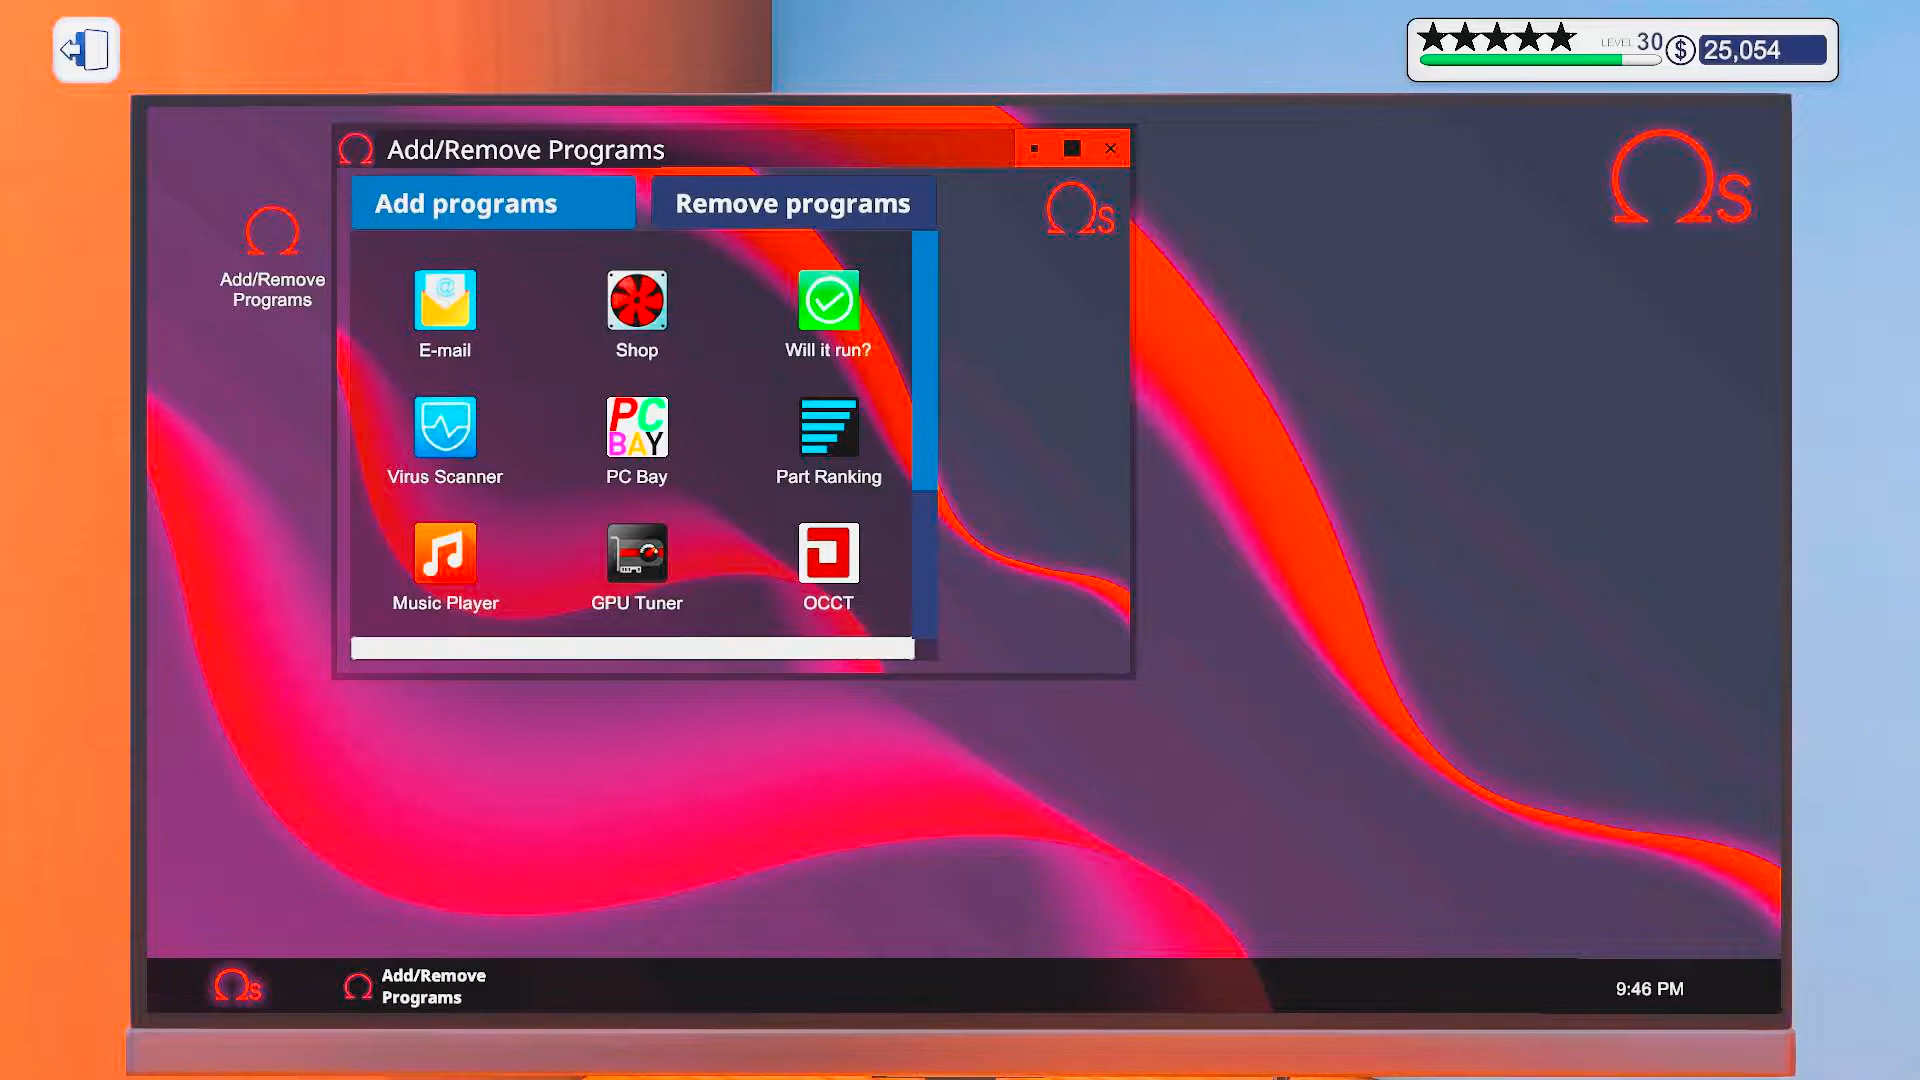 LEVEL 30
$ 25,054
Add/Remove Programs
Add programs
Remove programs
Ωs
Ωs
Add/Remove
Programs
E-mail
Shop
Will it run?
PC
BAY
Virus Scanner
PC Bay
Part Ranking
Music Player
GPU Tuner
OCCT
Ωs
Add/Remove
Programs
9:46 PM